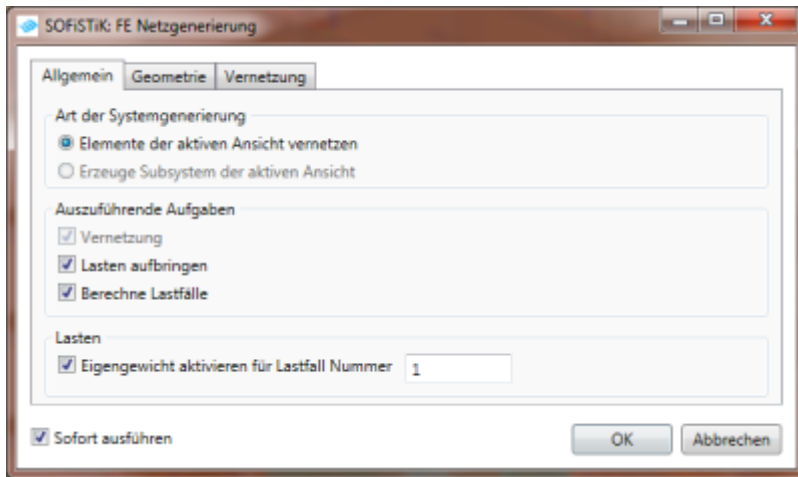 SOFiSTiK: FE Netzgenerierung
Allgemein Geometrie Vernetzung
Art der Systemgenerierung
Elemente der aktiven Ansicht vernetzen
Erzeuge Subsystem der aktiven Ansicht
Auszuführende Aufgaben
Vernetzung
Lasten aufbringen
Berechne Lastfälle
Lasten
Eigengewicht aktivieren für Lastfall Nummer 1
Sofort ausführen OK Abbrechen